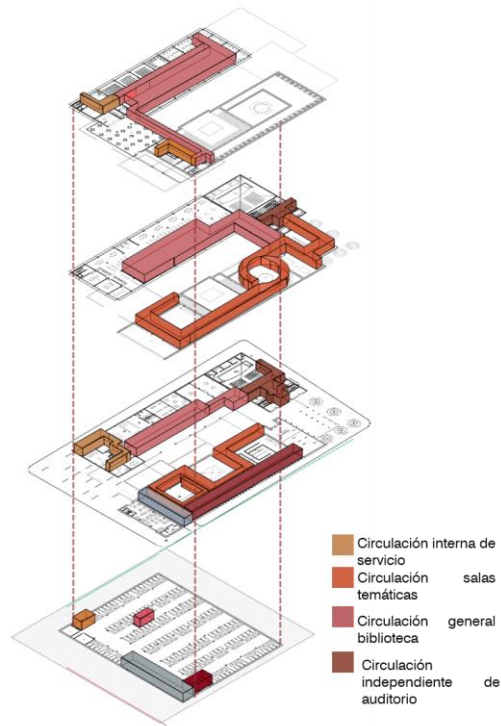 Circulación interna de
servicio
Circulación salas
temáticas
Circulación general
biblioteca
Circulación
independiente de
auditorio